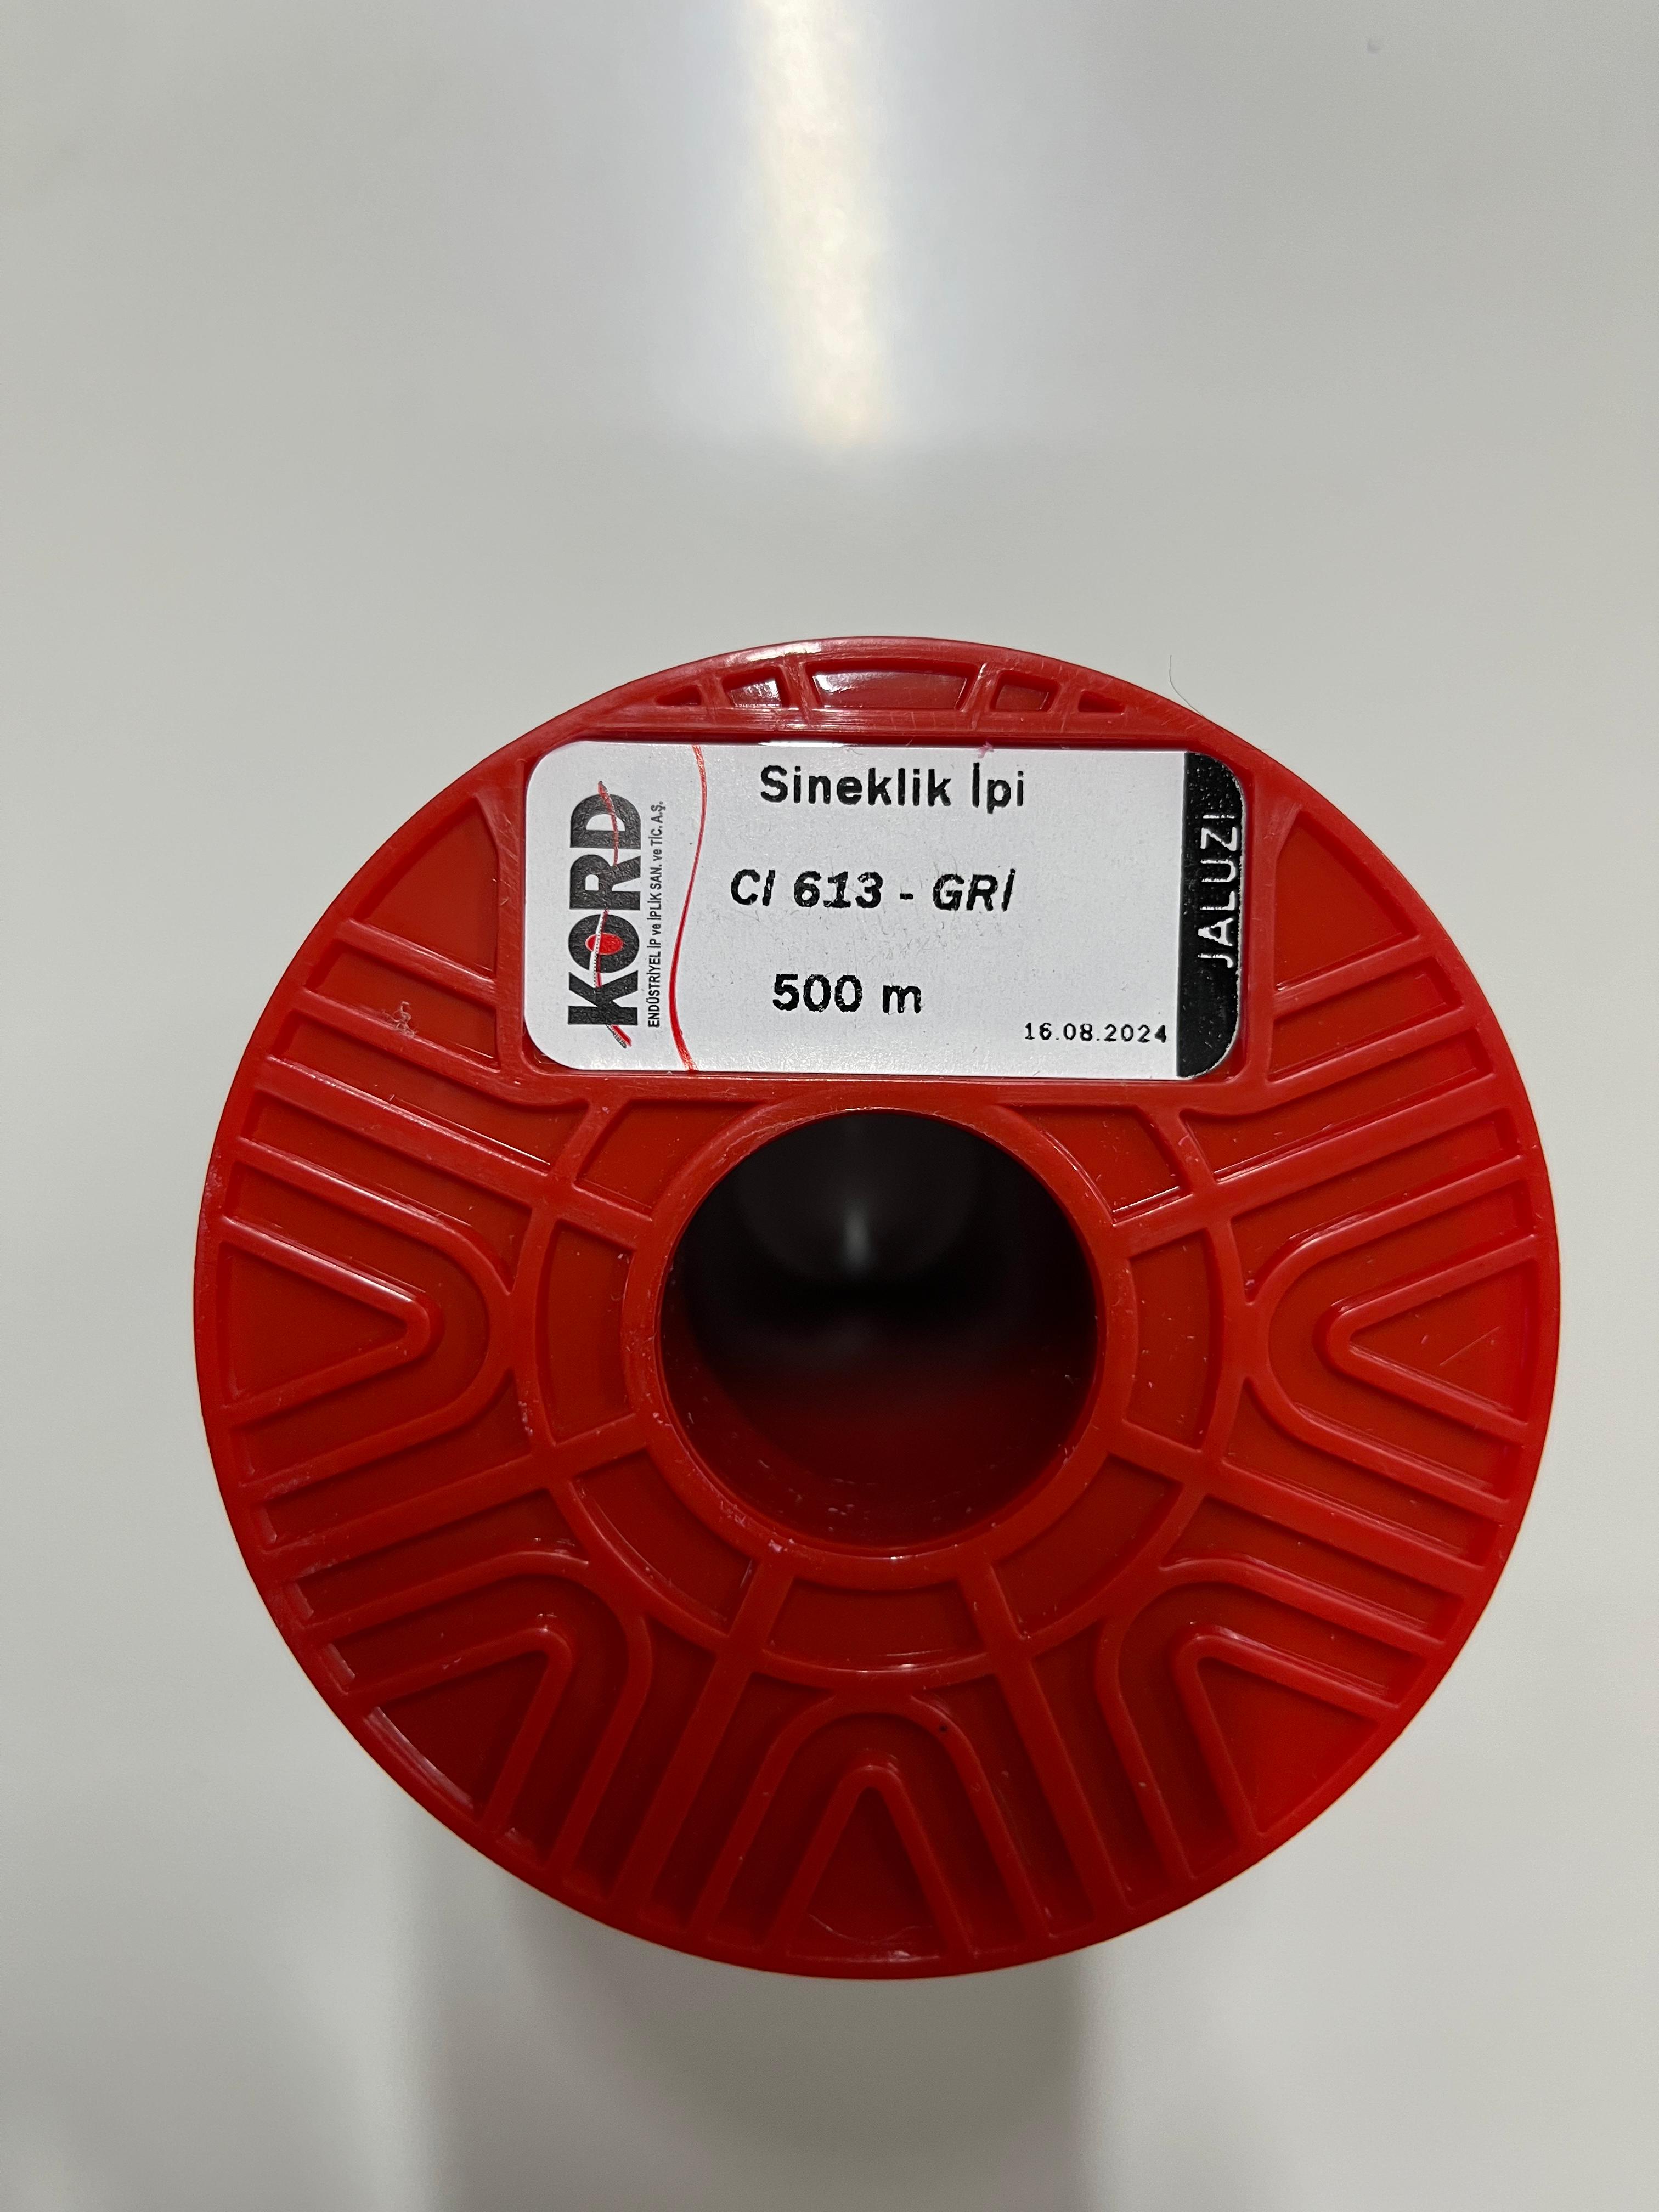 KORD
ENDÜSTRİYEL İP ve İPLİK SAN. ve TİC. A.Ş.
Sineklik İpi
CI 613 - GRİ
500 m
16.08.2024
JALUZİ